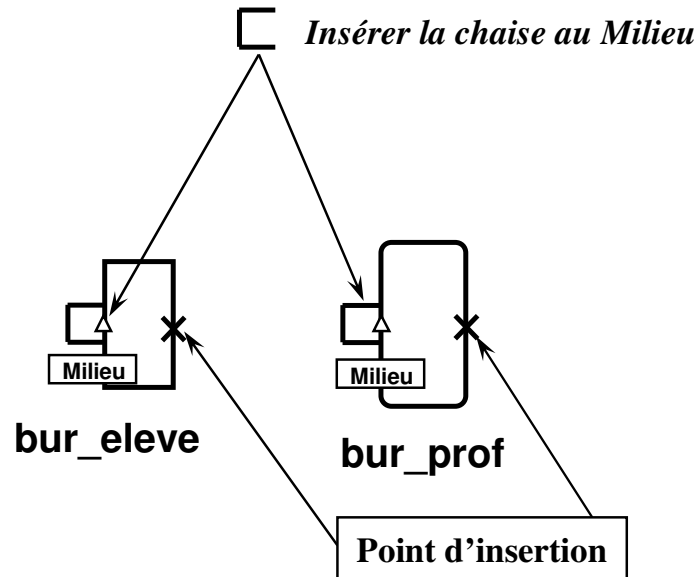 Insérer la chaise au Milieu
Milieu
Milieu
bur_eleve
bur_prof
Point d’insertion